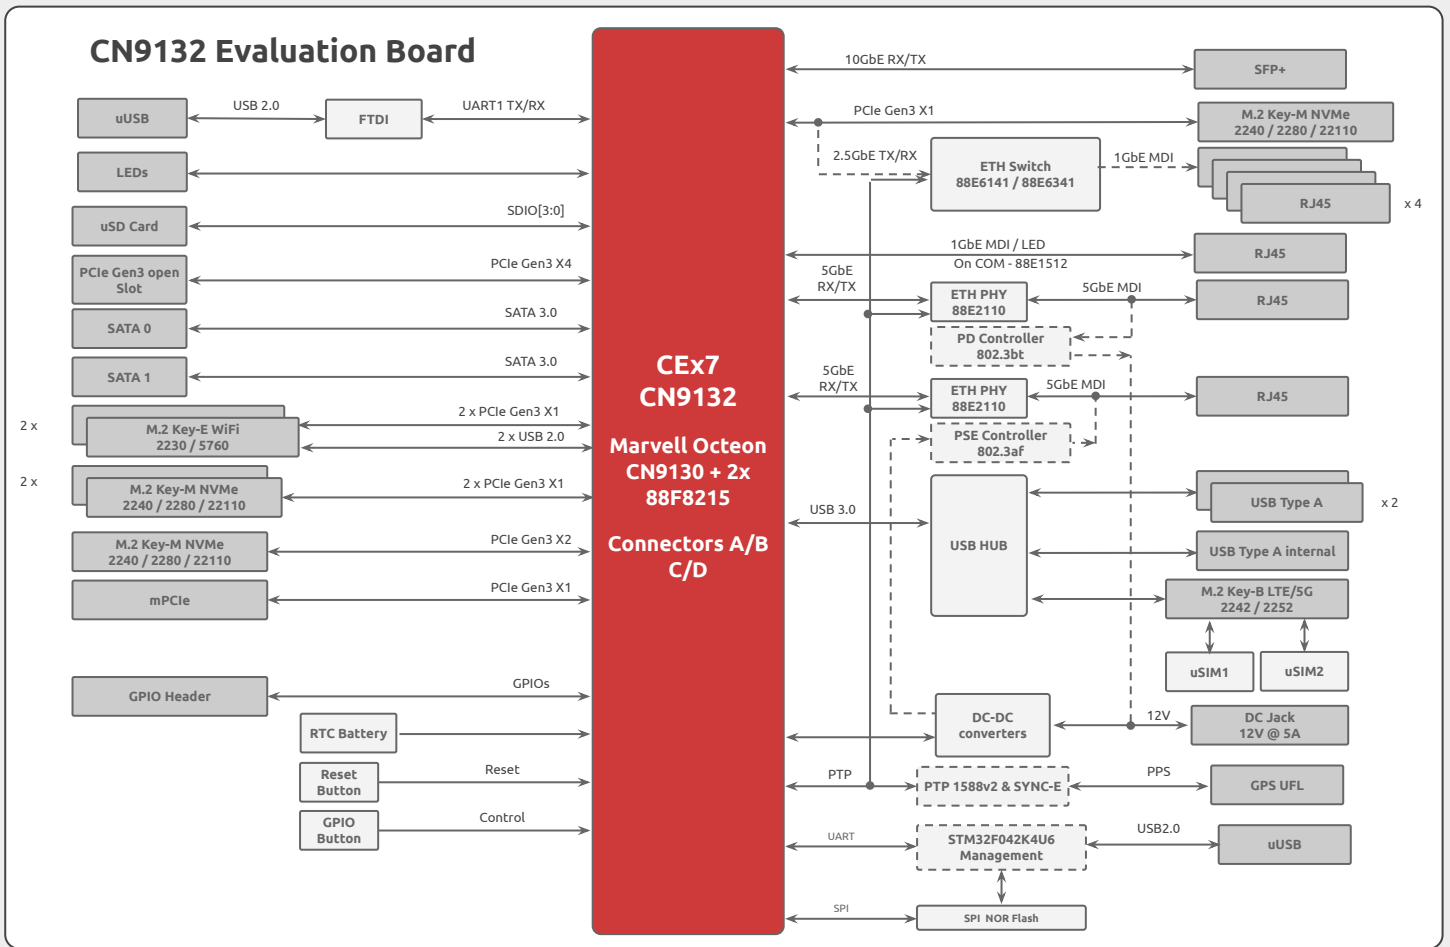 CN9132 Evaluation Board
uUSB
USB 2.0
FTDI
UART1 TX/RX
LEDs
uSD Card
SDIO[3:0]
PCIe Gen3 open
Slot
PCIe Gen3 X4
SATA 0
SATA 3.0
SATA 1
SATA 3.0
2 x
M.2 Key-E WiFi
2230 / 5760
2 x PCIe Gen3 X1
2 x USB 2.0
2 x
M.2 Key-M NVMe
2240 / 2280 / 22110
2 x PCIe Gen3 X1
M.2 Key-M NVMe
2240 / 2280 / 22110
PCIe Gen3 X2
mPCIe
PCIe Gen3 X1
GPIO Header
GPIOs
RTC Battery
Reset
Button
Reset
GPIO
Button
Control
CEx7
CN9132
Marvell Octeon
CN9130 + 2x
88F8215
Connectors A/B
C/D
10GbE RX/TX
SFP+
PCIe Gen3 X1
M.2 Key-M NVMe
2240 / 2280 / 22110
2.5GbE TX/RX
ETH Switch
88E6141 / 88E6341
1GbE MDI
RJ45
x 4
1GbE MDI / LED
On COM - 88E1512
RJ45
5GbE
RX/TX
ETH PHY
88E2110
5GbE MDI
RJ45
PD Controller
802.3bt
5GbE
RX/TX
ETH PHY
88E2110
5GbE MDI
RJ45
PSE Controller
802.3af
USB 3.0
USB HUB
USB Type A
x 2
USB Type A internal
M.2 Key-B LTE/5G
2242 / 2252
uSIM1
uSIM2
DC-DC
converters
12V
DC Jack
12V @ 5A
PTP
PTP 1588v2 & SYNC-E
PPS
GPS UFL
UART
STM32F042K4U6
Management
USB2.0
uUSB
SPI
SPI NOR Flash